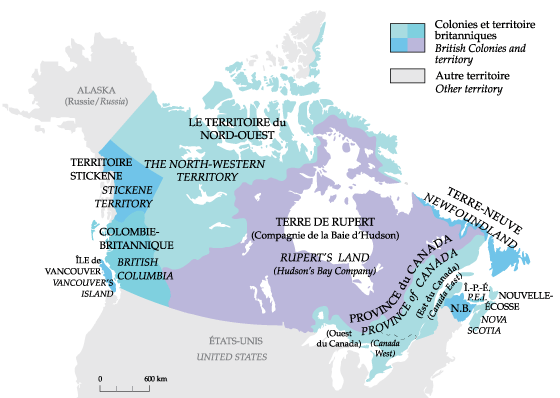 Colonies et territoire
britanniques
British Colonies and
territory
Autre territoire
Other territory
ALASKA
(Russie / Russia)
LE TERRITOIRE du
NORD-OUEST
THE NORTH-WESTERN
TERRITORY
TERRITOIRE
STICKENE
STICKENE
TERRITORY
COLOMBIE-
BRITANNIQUE
BRITISH
COLUMBIA
ÎLE de
VANCOUVER
VANCOUVER'S
ISLAND
TERRE DE RUPERT
(Compagnie de la Baie d'Hudson)
RUPERT'S LAND
(Hudson's Bay Company)
TERRE-NEUVE
NEWFOUNDLAND
PROVINCE du CANADA
PROVINCE of CANADA
(Est du Canada)
(Canada East)
Î.-P.-É.
P.E.I.
N.B.
NOUVELLE-
ÉCOSSE
NOVA
SCOTIA
(Ouest
du Canada)
(Canada
West)
ÉTATS-UNIS
UNITED STATES
0 600 km